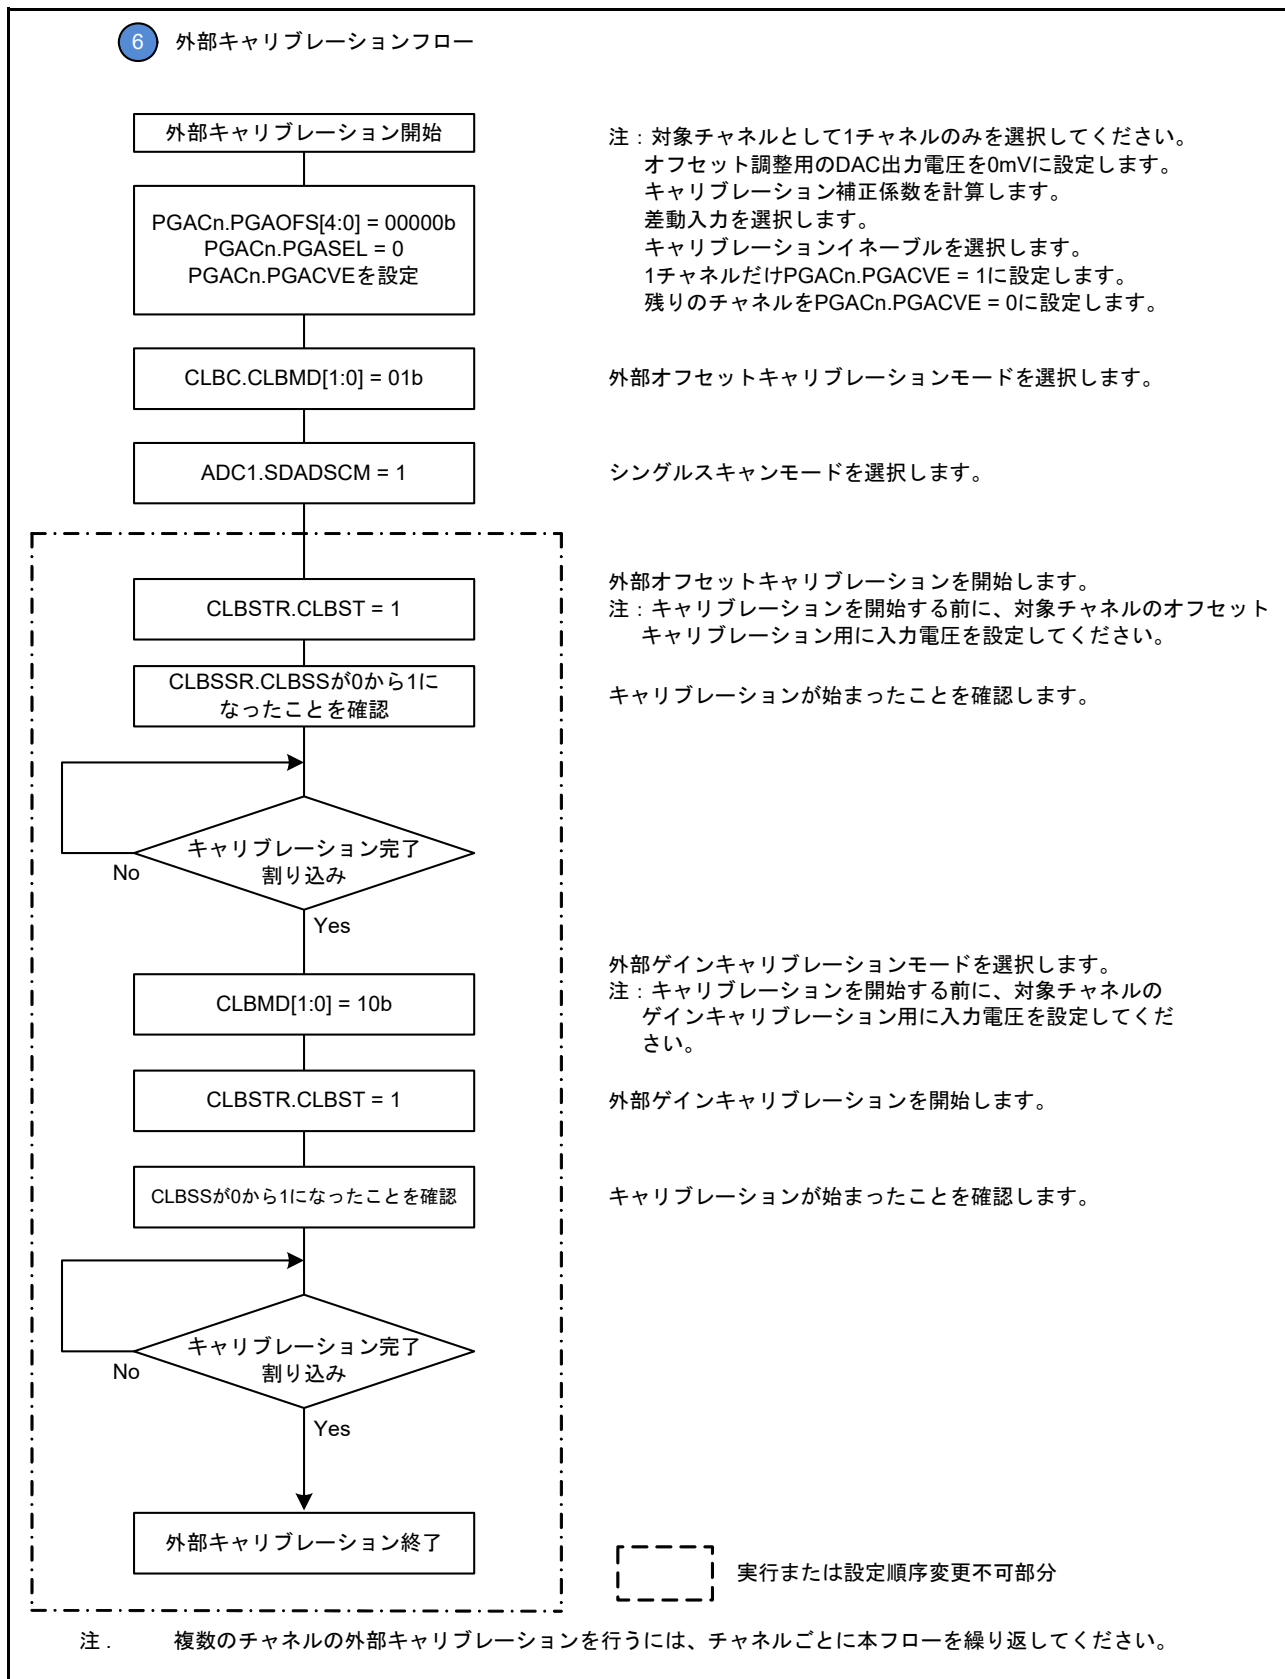 6 外部キャリブレーションフロー
外部キャリブレーション開始
注：対象チャネルとして1チャネルのみを選択してください。
オフセット調整用のDAC出力電圧を0mVに設定します。
キャリブレーション補正係数を計算します。
差動入力を選択します。
キャリブレーションイネーブルを選択します。
1チャネルだけPGACn.PGACVE = 1に設定します。
残りのチャネルをPGACn.PGACVE = 0に設定します。
PGACn.PGAOFS[4:0] = 00000b
PGACn.PGASEL = 0
PGACn.PGACVEを設定
CLBC.CLBMD[1:0] = 01b
外部オフセットキャリブレーションモードを選択します。
ADC1.SDADSCM = 1
シングルスキャンモードを選択します。
CLBSTR.CLBST = 1
外部オフセットキャリブレーションを開始します。
注：キャリブレーションを開始する前に、対象チャネルのオフセット
キャリブレーション用に入力電圧を設定してください。
CLBSSR.CLBSSが0から1に
なったことを確認
キャリブレーションが始まったことを確認します。
キャリブレーション完了
割り込み
No
Yes
CLBMD[1:0] = 10b
外部ゲインキャリブレーションモードを選択します。
注：キャリブレーションを開始する前に、対象チャネルの
ゲインキャリブレーション用に入力電圧を設定してくだ
さい。
CLBSTR.CLBST = 1
外部ゲインキャリブレーションを開始します。
CLBSSが0から1になったことを確認
キャリブレーションが始まったことを確認します。
キャリブレーション完了
割り込み
No
Yes
外部キャリブレーション終了
実行または設定順序変更不可部分
注 . 複数のチャネルの外部キャリブレーションを行うには、チャネルごとに本フローを繰り返してください。